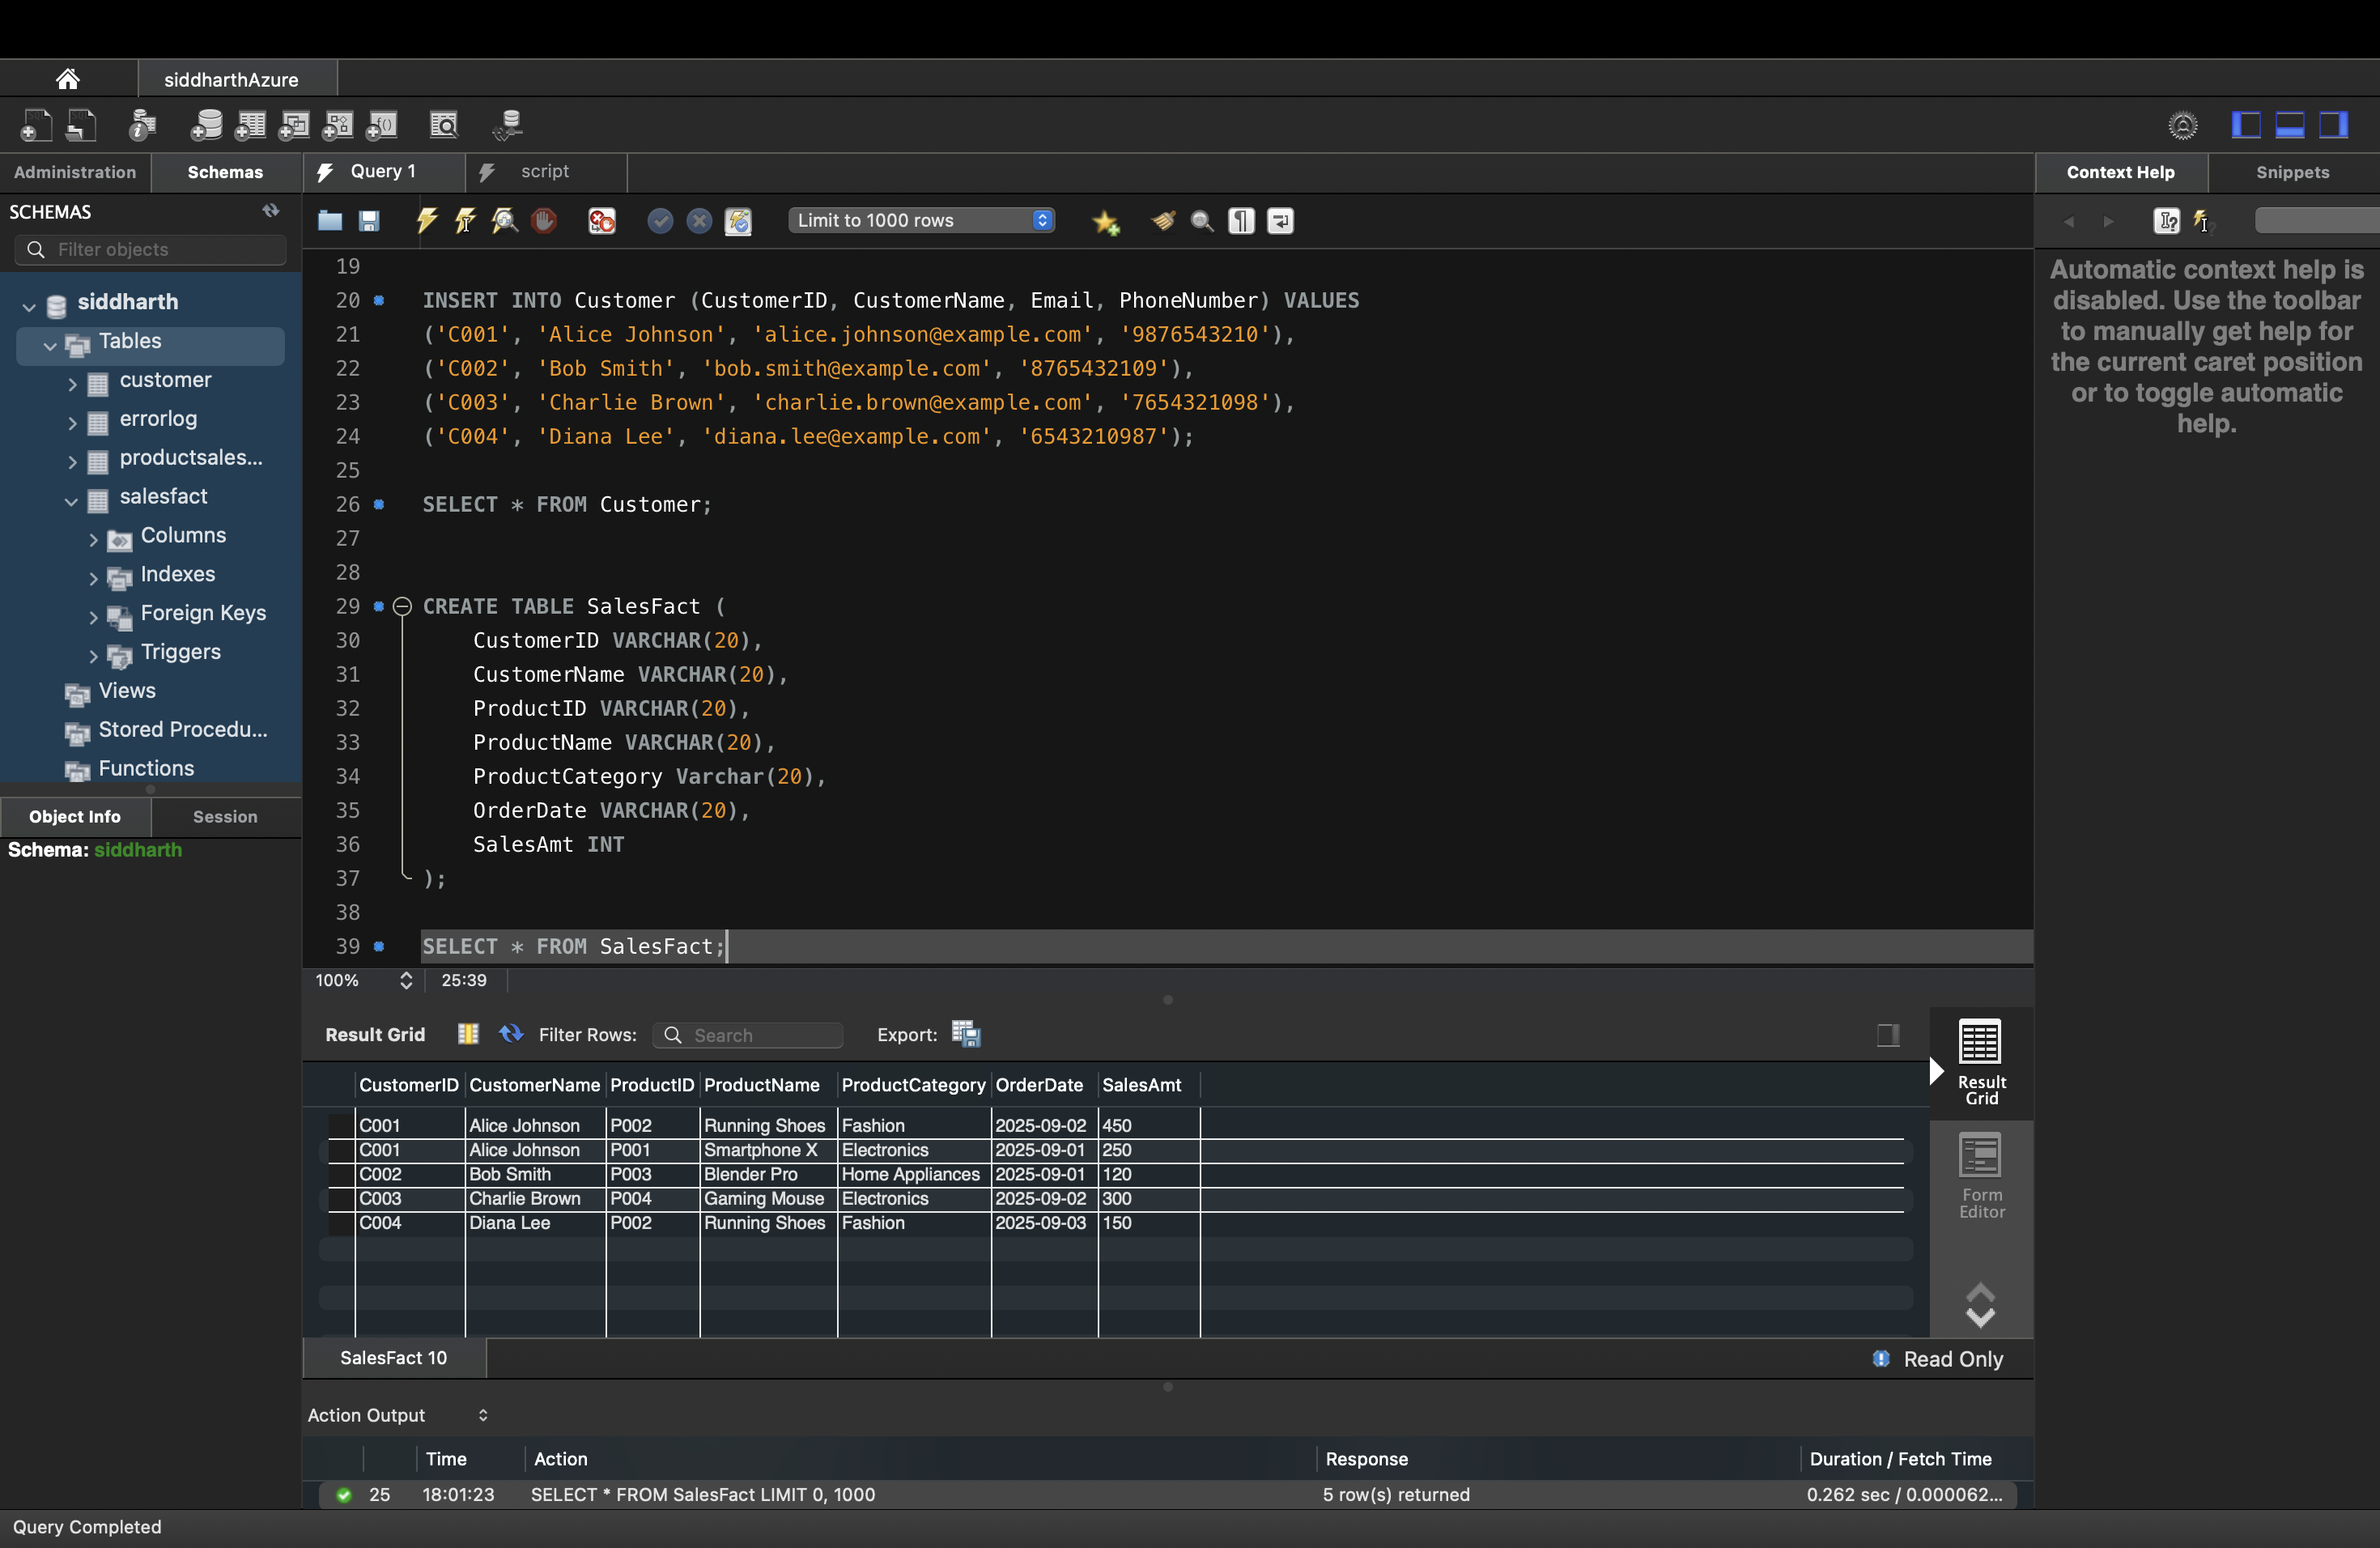 siddharthAzure
Administration
Schemas
Query 1
script
Context Help
Snippets
SCHEMAS
Filter objects
Limit to 1000 rows
siddharth
Tables
customer
errorlog
productsales...
salesfact
Columns
Indexes
Foreign Keys
Triggers
Views
Stored Procedu...
Functions
Object Info
Session
Schema: siddharth
19
20 INSERT INTO Customer (CustomerID, CustomerName, Email, PhoneNumber) VALUES
21 ('C001', 'Alice Johnson', 'alice.johnson@example.com', '9876543210'),
22 ('C002', 'Bob Smith', 'bob.smith@example.com', '8765432109'),
23 ('C003', 'Charlie Brown', 'charlie.brown@example.com', '7654321098'),
24 ('C004', 'Diana Lee', 'diana.lee@example.com', '6543210987');
25
26 SELECT * FROM Customer;
27
28
29 CREATE TABLE SalesFact (
30 CustomerID VARCHAR(20),
31 CustomerName VARCHAR(20),
32 ProductID VARCHAR(20),
33 ProductName VARCHAR(20),
34 ProductCategory Varchar(20),
35 OrderDate VARCHAR(20),
36 SalesAmt INT
37 );
38
39 SELECT * FROM SalesFact;
100% 25:39
Automatic context help is
disabled. Use the toolbar
to manually get help for
the current caret position
or to toggle automatic
help.
Result Grid Filter Rows: Search Export:
CustomerID CustomerName ProductID ProductName ProductCategory OrderDate SalesAmt
C001 Alice Johnson P002 Running Shoes Fashion 2025-09-02 450
C001 Alice Johnson P001 Smartphone X Electronics 2025-09-01 250
C002 Bob Smith P003 Blender Pro Home Appliances 2025-09-01 120
C003 Charlie Brown P004 Gaming Mouse Electronics 2025-09-02 300
C004 Diana Lee P002 Running Shoes Fashion 2025-09-03 150
Result
Grid
Form
Editor
SalesFact 10
Read Only
Action Output
Time Action Response Duration / Fetch Time
25 18:01:23 SELECT * FROM SalesFact LIMIT 0, 1000 5 row(s) returned 0.262 sec / 0.000062...
Query Completed